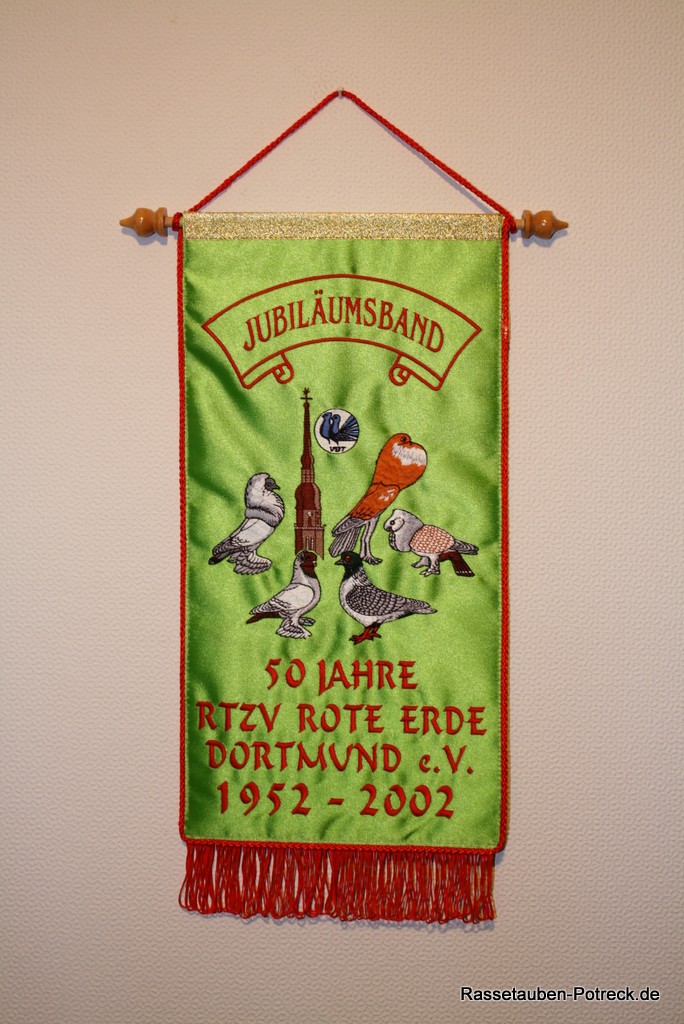 JUBILÄUMSBAND
VDT
50 JAHRE
RTZV ROTE ERDE
DORTMUND e.V.
1952 - 2002
Rassetauben-Potreck.de